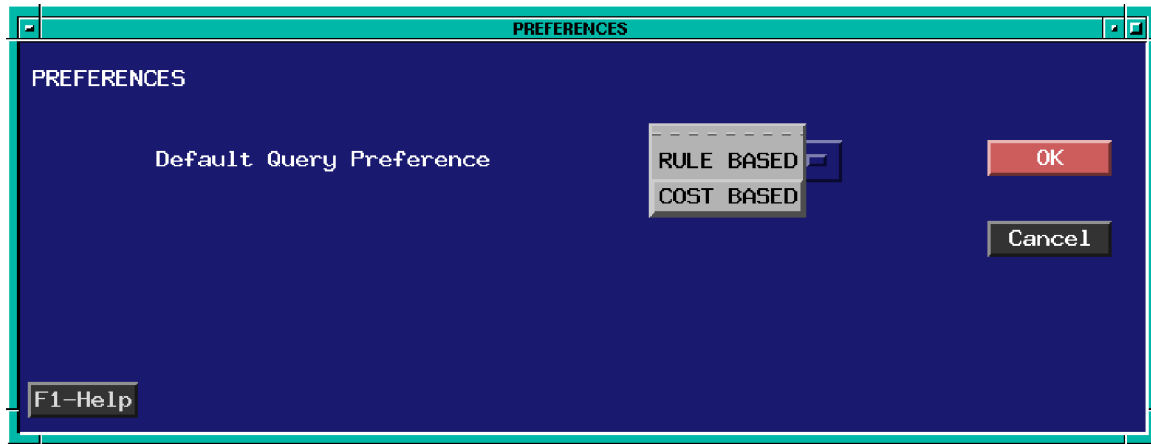 PREFERENCES
PREFERENCES
Default Query Preference
RULE BASED
COST BASED
OK
Cancel
F1-Help